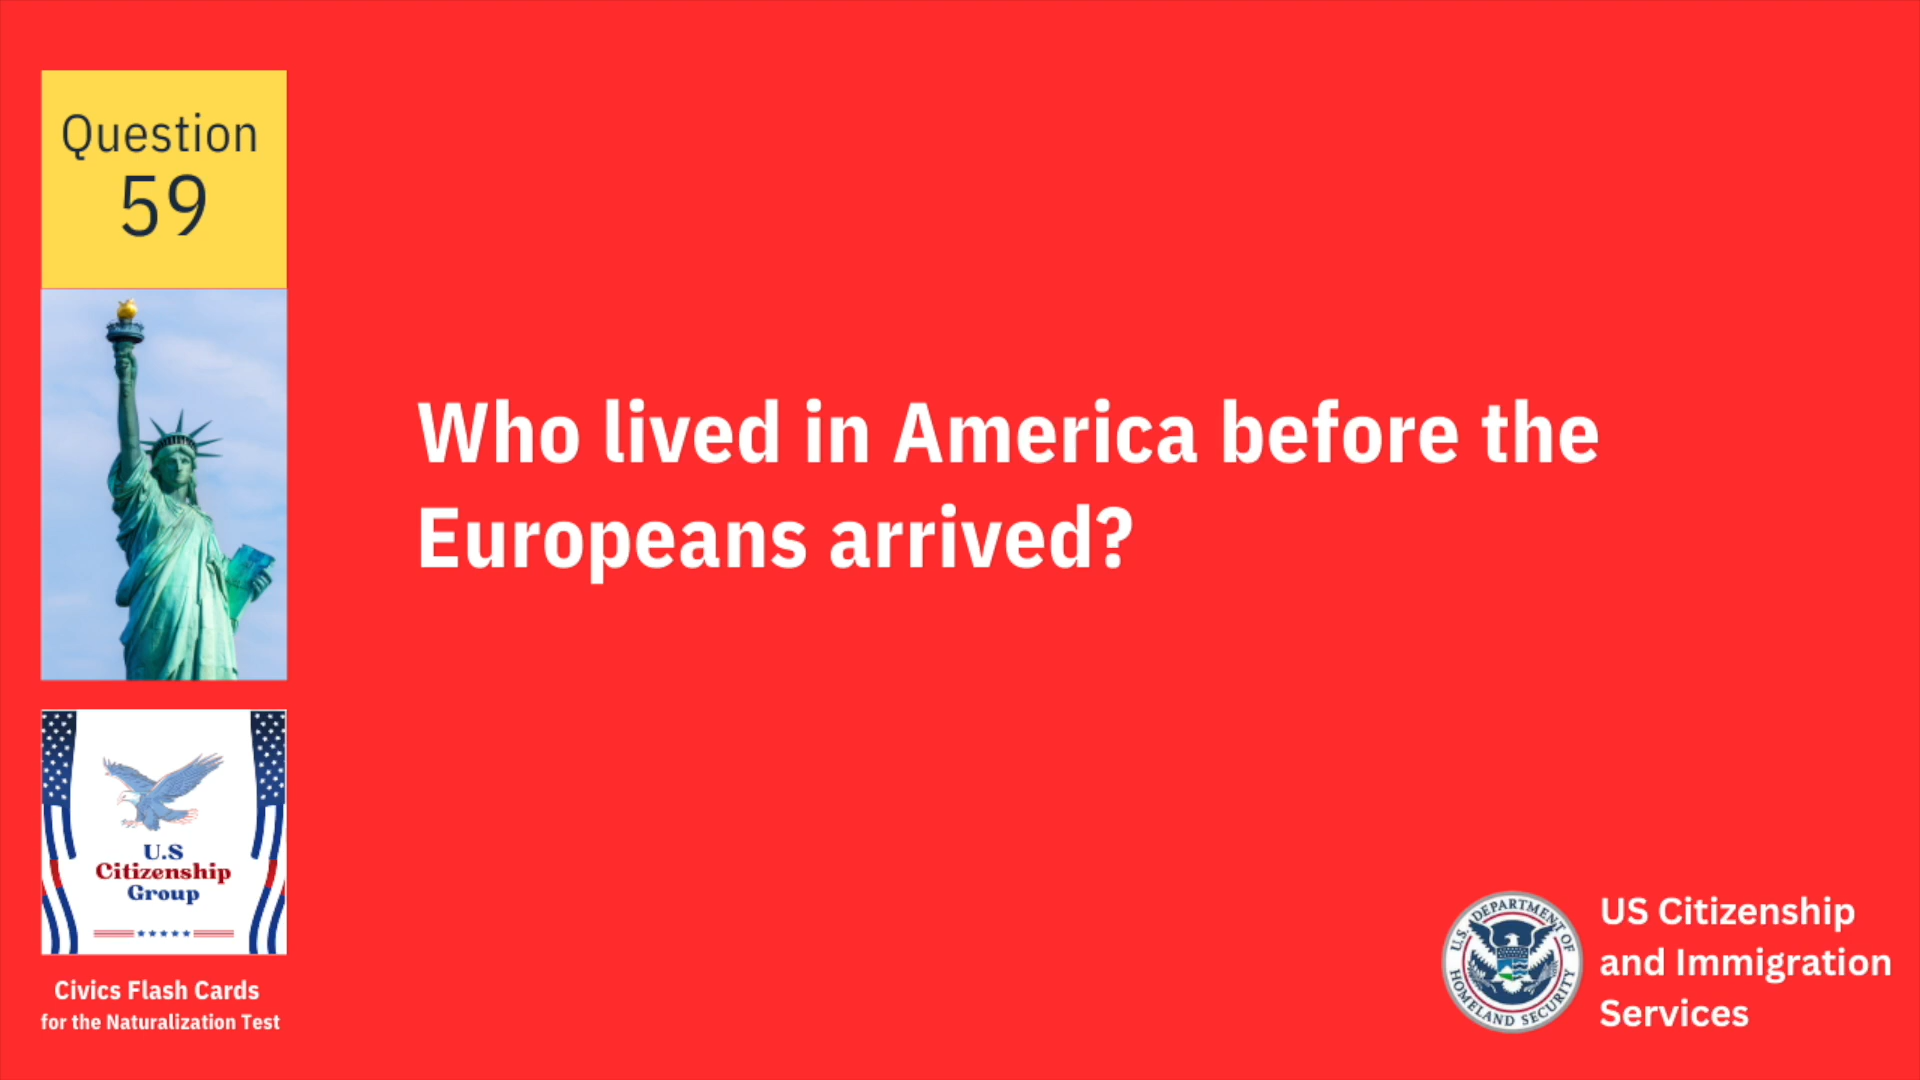 Question
59
Who lived in America before the
Europeans arrived?
U.S
Citizenship
Group
Civics Flash Cards
for the Naturalization Test
U.S. DEPARTMENT OF
HOMELAND SECURITY
US Citizenship
and Immigration
Services